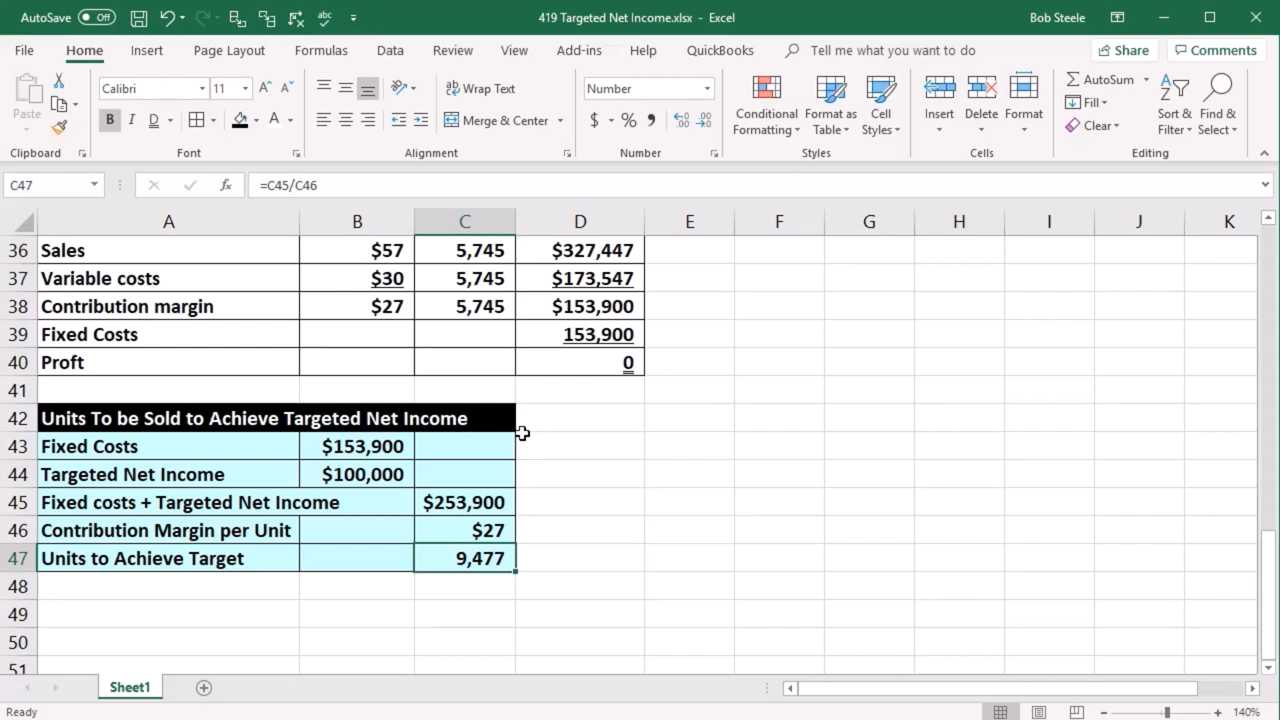 AutoSave Off 419 Targeted Net Income.xlsx - Excel Bob Steele
File Home Insert Page Layout Formulas Data Review View Add-ins Help QuickBooks Tell me what you want to do Share Comments
Paste Calibri 11 A A Wrap Text Number Conditional Formatting Format as Table Cell Styles Insert Delete Format AutoSum Fill Clear Sort & Filter Find & Select
B I D A Merge & Center $ % 9
Clipboard Font Alignment Number Styles Cells Editing
C47 fx =C45/C46
A B C D E F G H I J K
36 Sales $57 5,745 $327,447
37 Variable costs $30 5,745 $173,547
38 Contribution margin $27 5,745 $153,900
39 Fixed Costs 153,900
40 Proft 0
41
42 Units To be Sold to Achieve Targeted Net Income
43 Fixed Costs $153,900
44 Targeted Net Income $100,000
45 Fixed costs + Targeted Net Income $253,900
46 Contribution Margin per Unit $27
47 Units to Achieve Target 9,477
48
49
50
51
Sheet1
Ready 140%